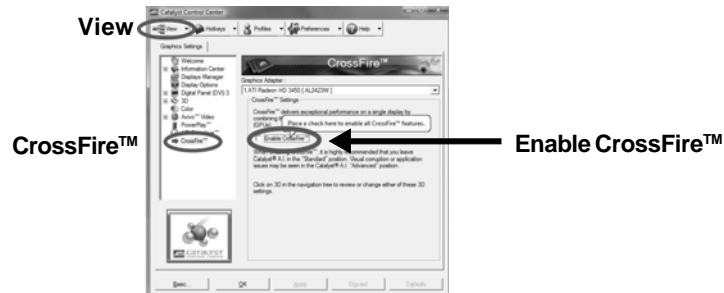 Catalyst Control Center
View
View
Hotkeys
Profiles
Preferences
Help
Graphics Settings
Welcome
Information Center
Displays Manager
Display Options
Digital Panel (DVI) 3
3D
Color
Avivo™ Video
PowerPlay™
CrossFire™
CrossFire™
Graphics Adapter:
1.ATI Radeon HD 3450 [ AL2423W ]
CrossFire™ Settings
CrossFire™ delivers exceptional performance on a single display by
combining
(GPUs)
Place a check here to enable all CrossFire™ features.
Enable CrossFire™
Enable CrossFire™
CrossFire™
CrossFire™, it is highly recommended that you leave
Catalyst® A.I. in the "Standard" position. Visual corruption or application
issues may be seen in the Catalyst® A.I. "Advanced" position.
Click on 3D in the navigation tree to review or change either of these 3D
settings.
CATALYST
Basic...
OK
Apply
Discard
Defaults